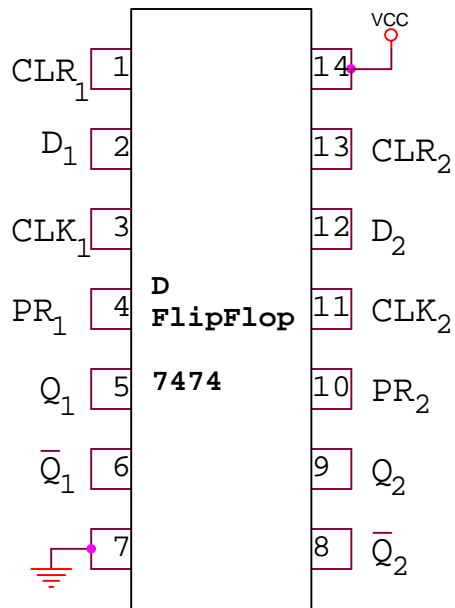 VCC
CLR₁ 1 14
D₁ 2 13 CLR₂
CLK₁ 3 12 D₂
D
PR₁ 4 FlipFlop 11 CLK₂
Q₁ 5 7474 10 PR₂
Q̅₁ 6 9 Q₂
7 8 Q̅₂